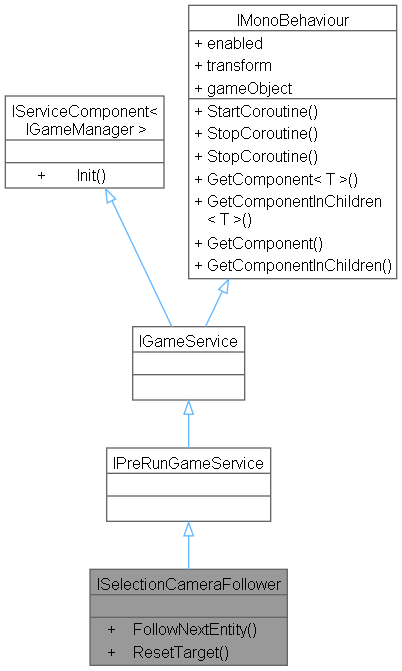 IMonoBehaviour
+ enabled
+ transform
+ gameObject
+ StartCoroutine()
+ StopCoroutine()
+ StopCoroutine()
+ GetComponent< T >()
+ GetComponentInChildren
< T >()
+ GetComponent()
+ GetComponentInChildren()
IServiceComponent<
IGameManager >
+ Init()
IGameService
IPreRunGameService
ISelectionCameraFollower
+ FollowNextEntity()
+ ResetTarget()